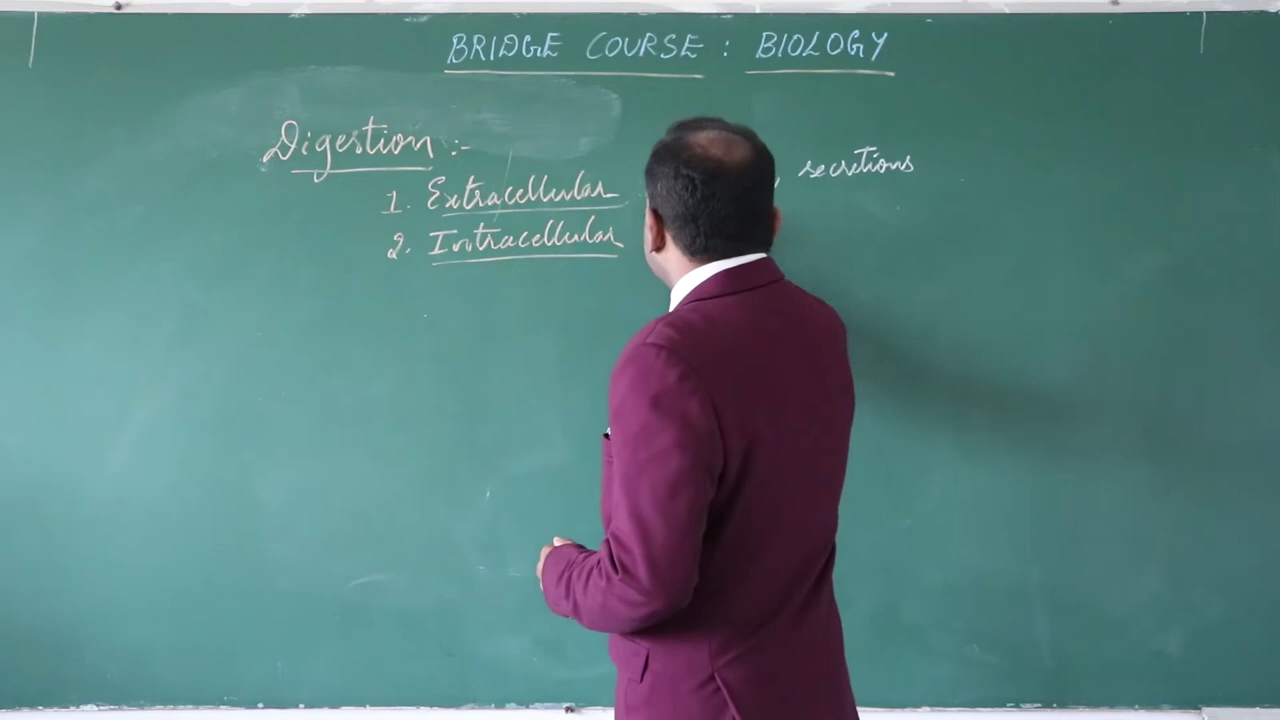 BRIDGE COURSE : BIOLOGY
Digestion :-
secretions
1. Extracellular
2. Intracellular